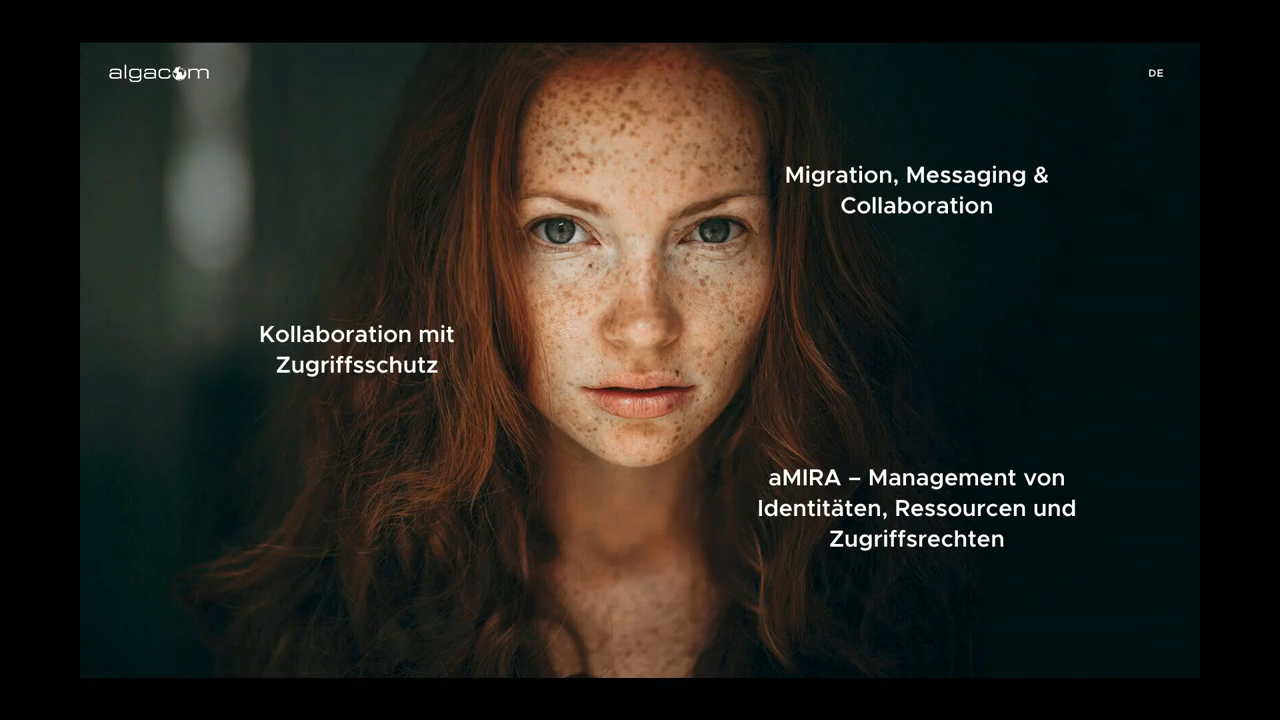 algacom
DE
Migration, Messaging &
Collaboration
Kollaboration mit
Zugriffsschutz
aMIRA – Management von
Identitäten, Ressourcen und
Zugriffsrechten